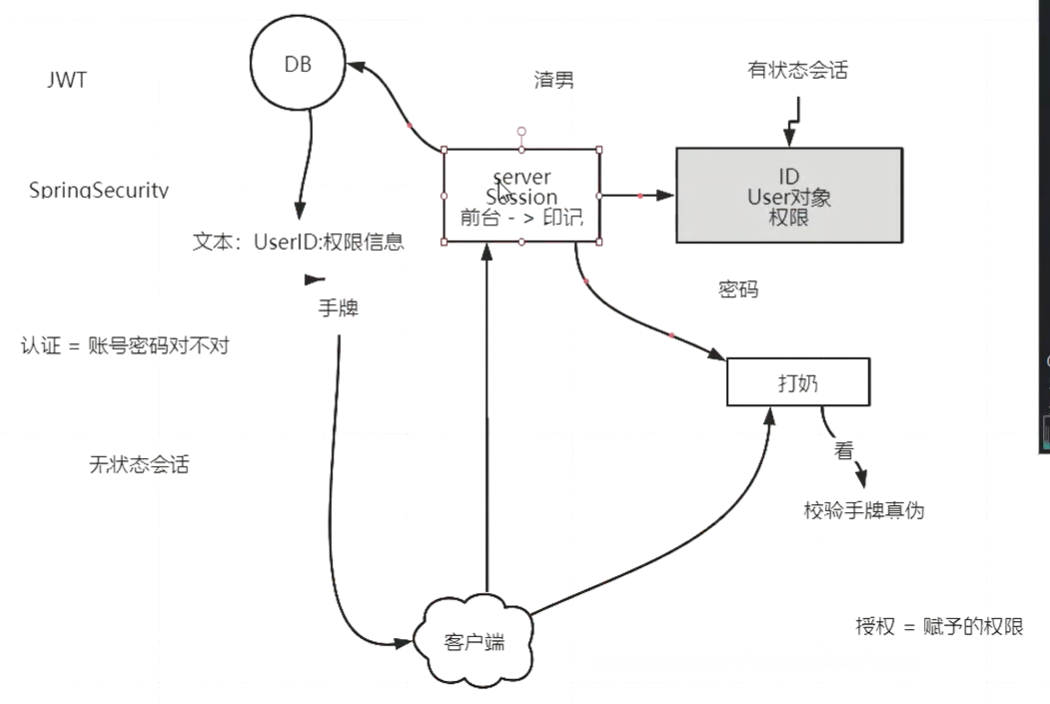 DB
JWT
渣男
有状态会话
server
Session
前台 - > 印记
ID
User对象
权限
SpringSecurity
文本：UserID:权限信息
手牌
密码
认证 = 账号密码对不对
打奶
看
无状态会话
校验手牌真伪
授权 = 赋予的权限
客户端